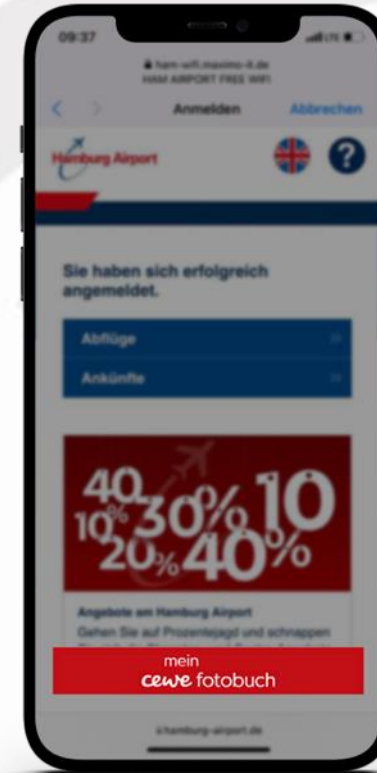 09:37
LTE
ham-wifi.maximo-it.de
HAM AIRPORT FREE WIFI
Anmelden
Abbrechen
Hamburg Airport
?
Sie haben sich erfolgreich
angemeldet.
Abflüge
Ankünfte
40
10% 30% 10
20% 40%
Angebote am Hamburg Airport
Gehen Sie auf Prozentejagd und schnappen
mein
cewe fotobuch
hamburg-airport.de